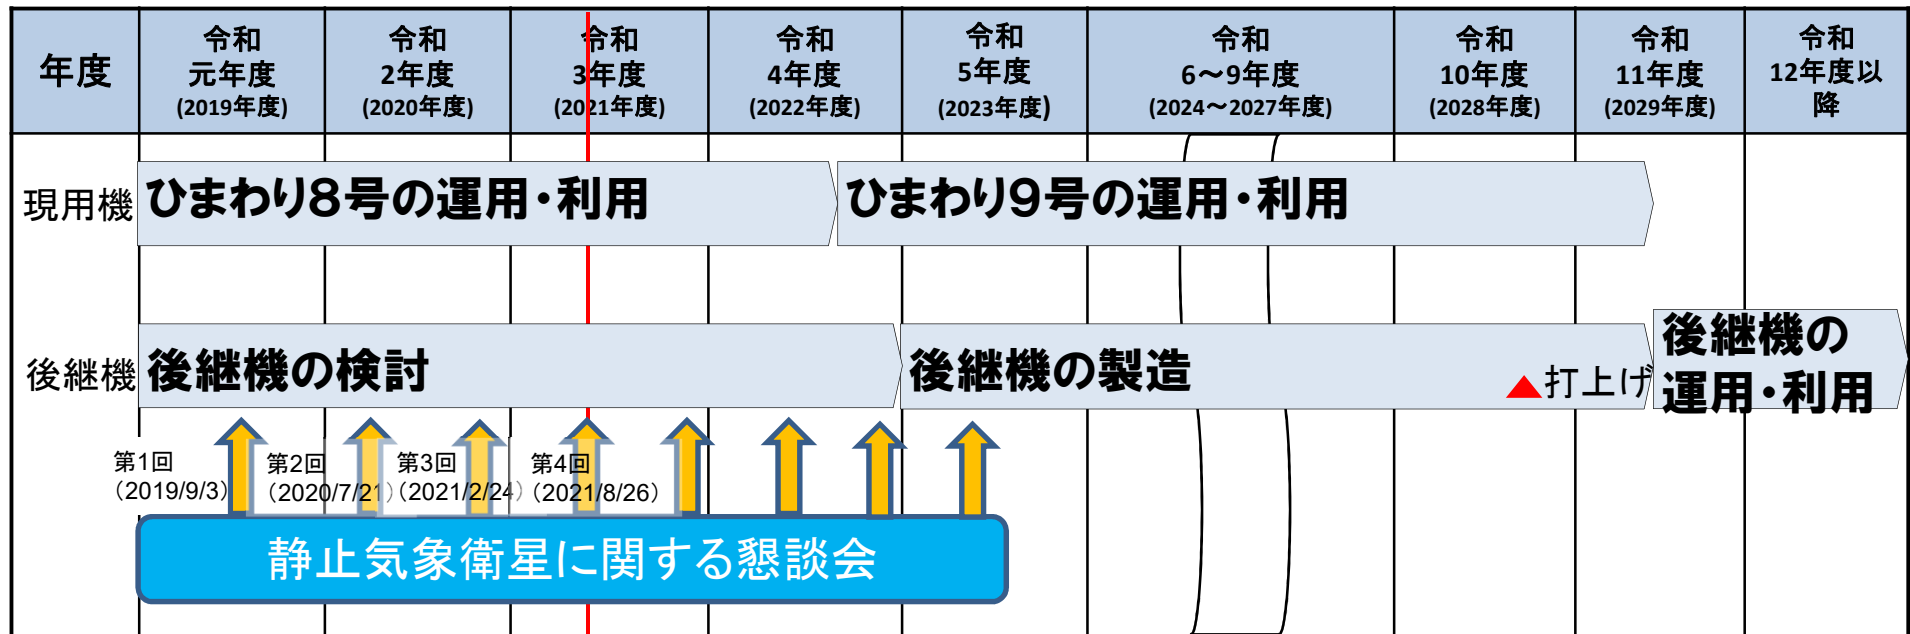 年度
令和
元年度
(2019年度)
令和
2年度
(2020年度)
令和
3年度
(2021年度)
令和
4年度
(2022年度)
令和
5年度
(2023年度)
令和
6～9年度
(2024～2027年度)
令和
10年度
(2028年度)
令和
11年度
(2029年度)
令和
12年度以
降
現用機
ひまわり8号の運用・利用
ひまわり9号の運用・利用
後継機
後継機の検討
後継機の製造
▲打上げ
後継機の
運用・利用
第1回
（2019/9/3）
第2回
（2020/7/21）
第3回
（2021/2/24）
第4回
（2021/8/26）
静止気象衛星に関する懇談会